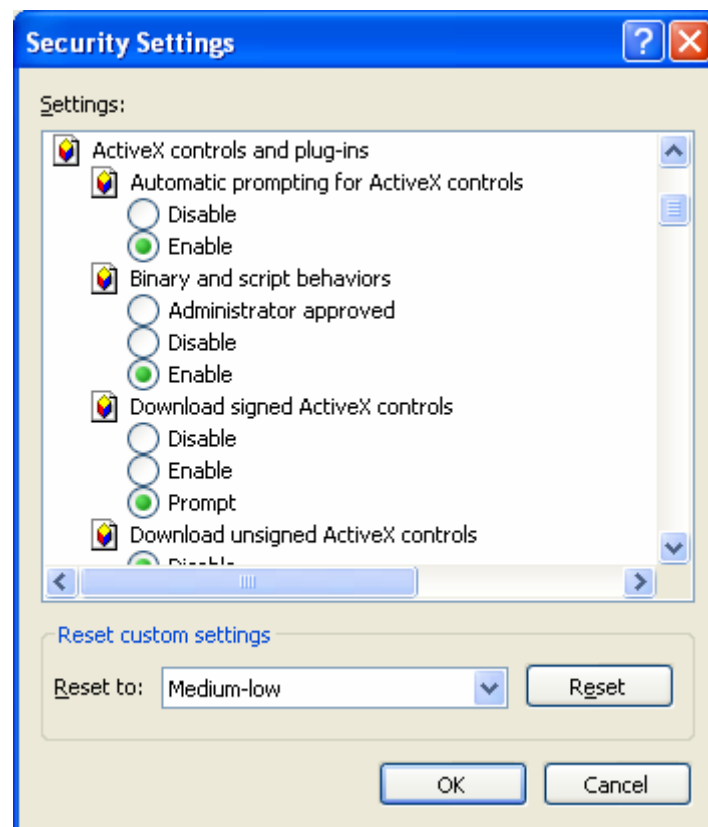 Security Settings
Settings:
ActiveX controls and plug-ins
Automatic prompting for ActiveX controls
Disable
Enable
Binary and script behaviors
Administrator approved
Disable
Enable
Download signed ActiveX controls
Disable
Enable
Prompt
Download unsigned ActiveX controls
Disable
Reset custom settings
Reset to: Medium-low Reset
OK Cancel